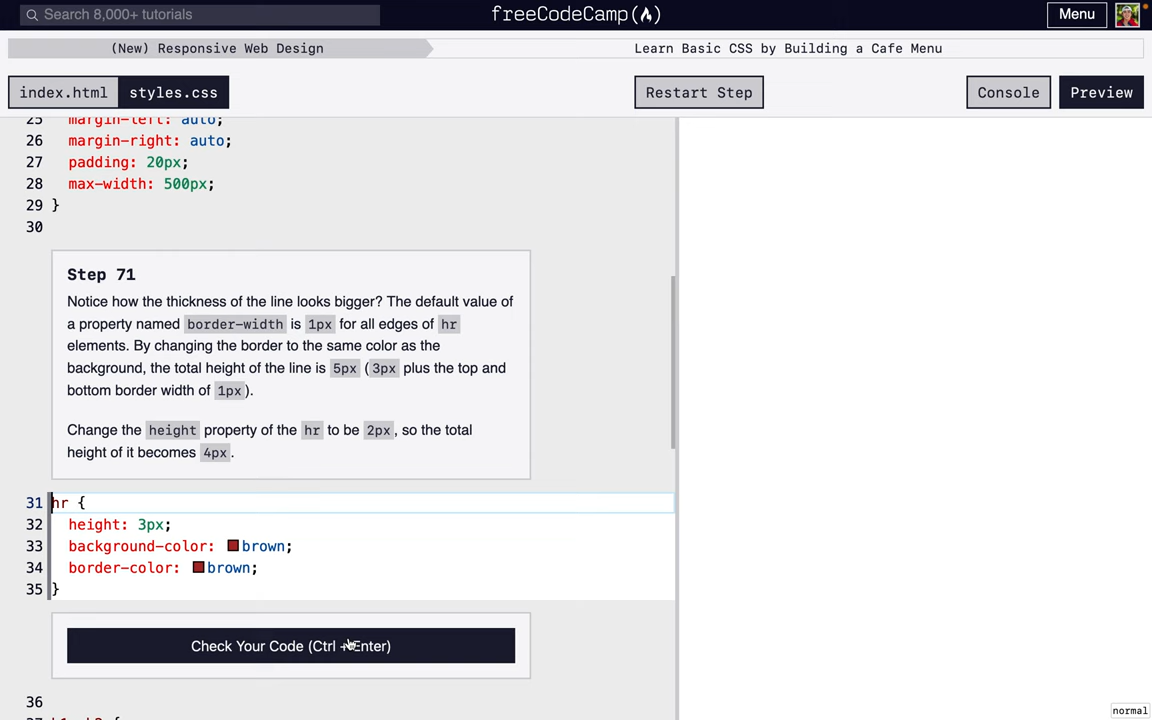 Search 8,000+ tutorials
freeCodeCamp
Menu
(New) Responsive Web Design
Learn Basic CSS by Building a Cafe Menu
index.html
styles.css
Restart Step
Console
Preview
25 margin-left: auto;
26 margin-right: auto;
27 padding: 20px;
28 max-width: 500px;
29 }
30
Step 71
Notice how the thickness of the line looks bigger? The default value of
a property named border-width is 1px for all edges of hr
elements. By changing the border to the same color as the
background, the total height of the line is 5px (3px plus the top and
bottom border width of 1px).
Change the height property of the hr to be 2px, so the total
height of it becomes 4px.
31 hr {
32 height: 3px;
33 background-color: brown;
34 border-color: brown;
35 }
Check Your Code (Ctrl + Enter)
36
normal